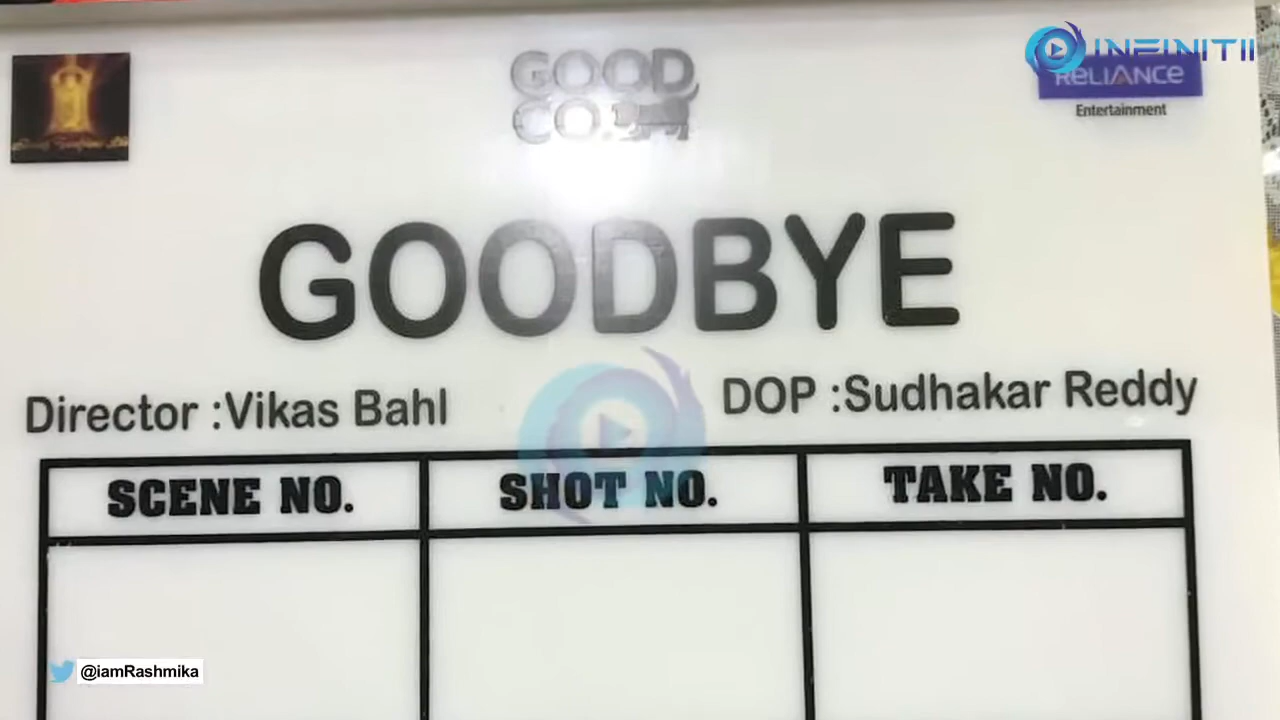 GOOD
CO.
INFINITII
RELIANCE
Entertainment
GOODBYE
Director :Vikas Bahl
DOP :Sudhakar Reddy
SCENE NO.
SHOT NO.
TAKE NO.
@iamRashmika